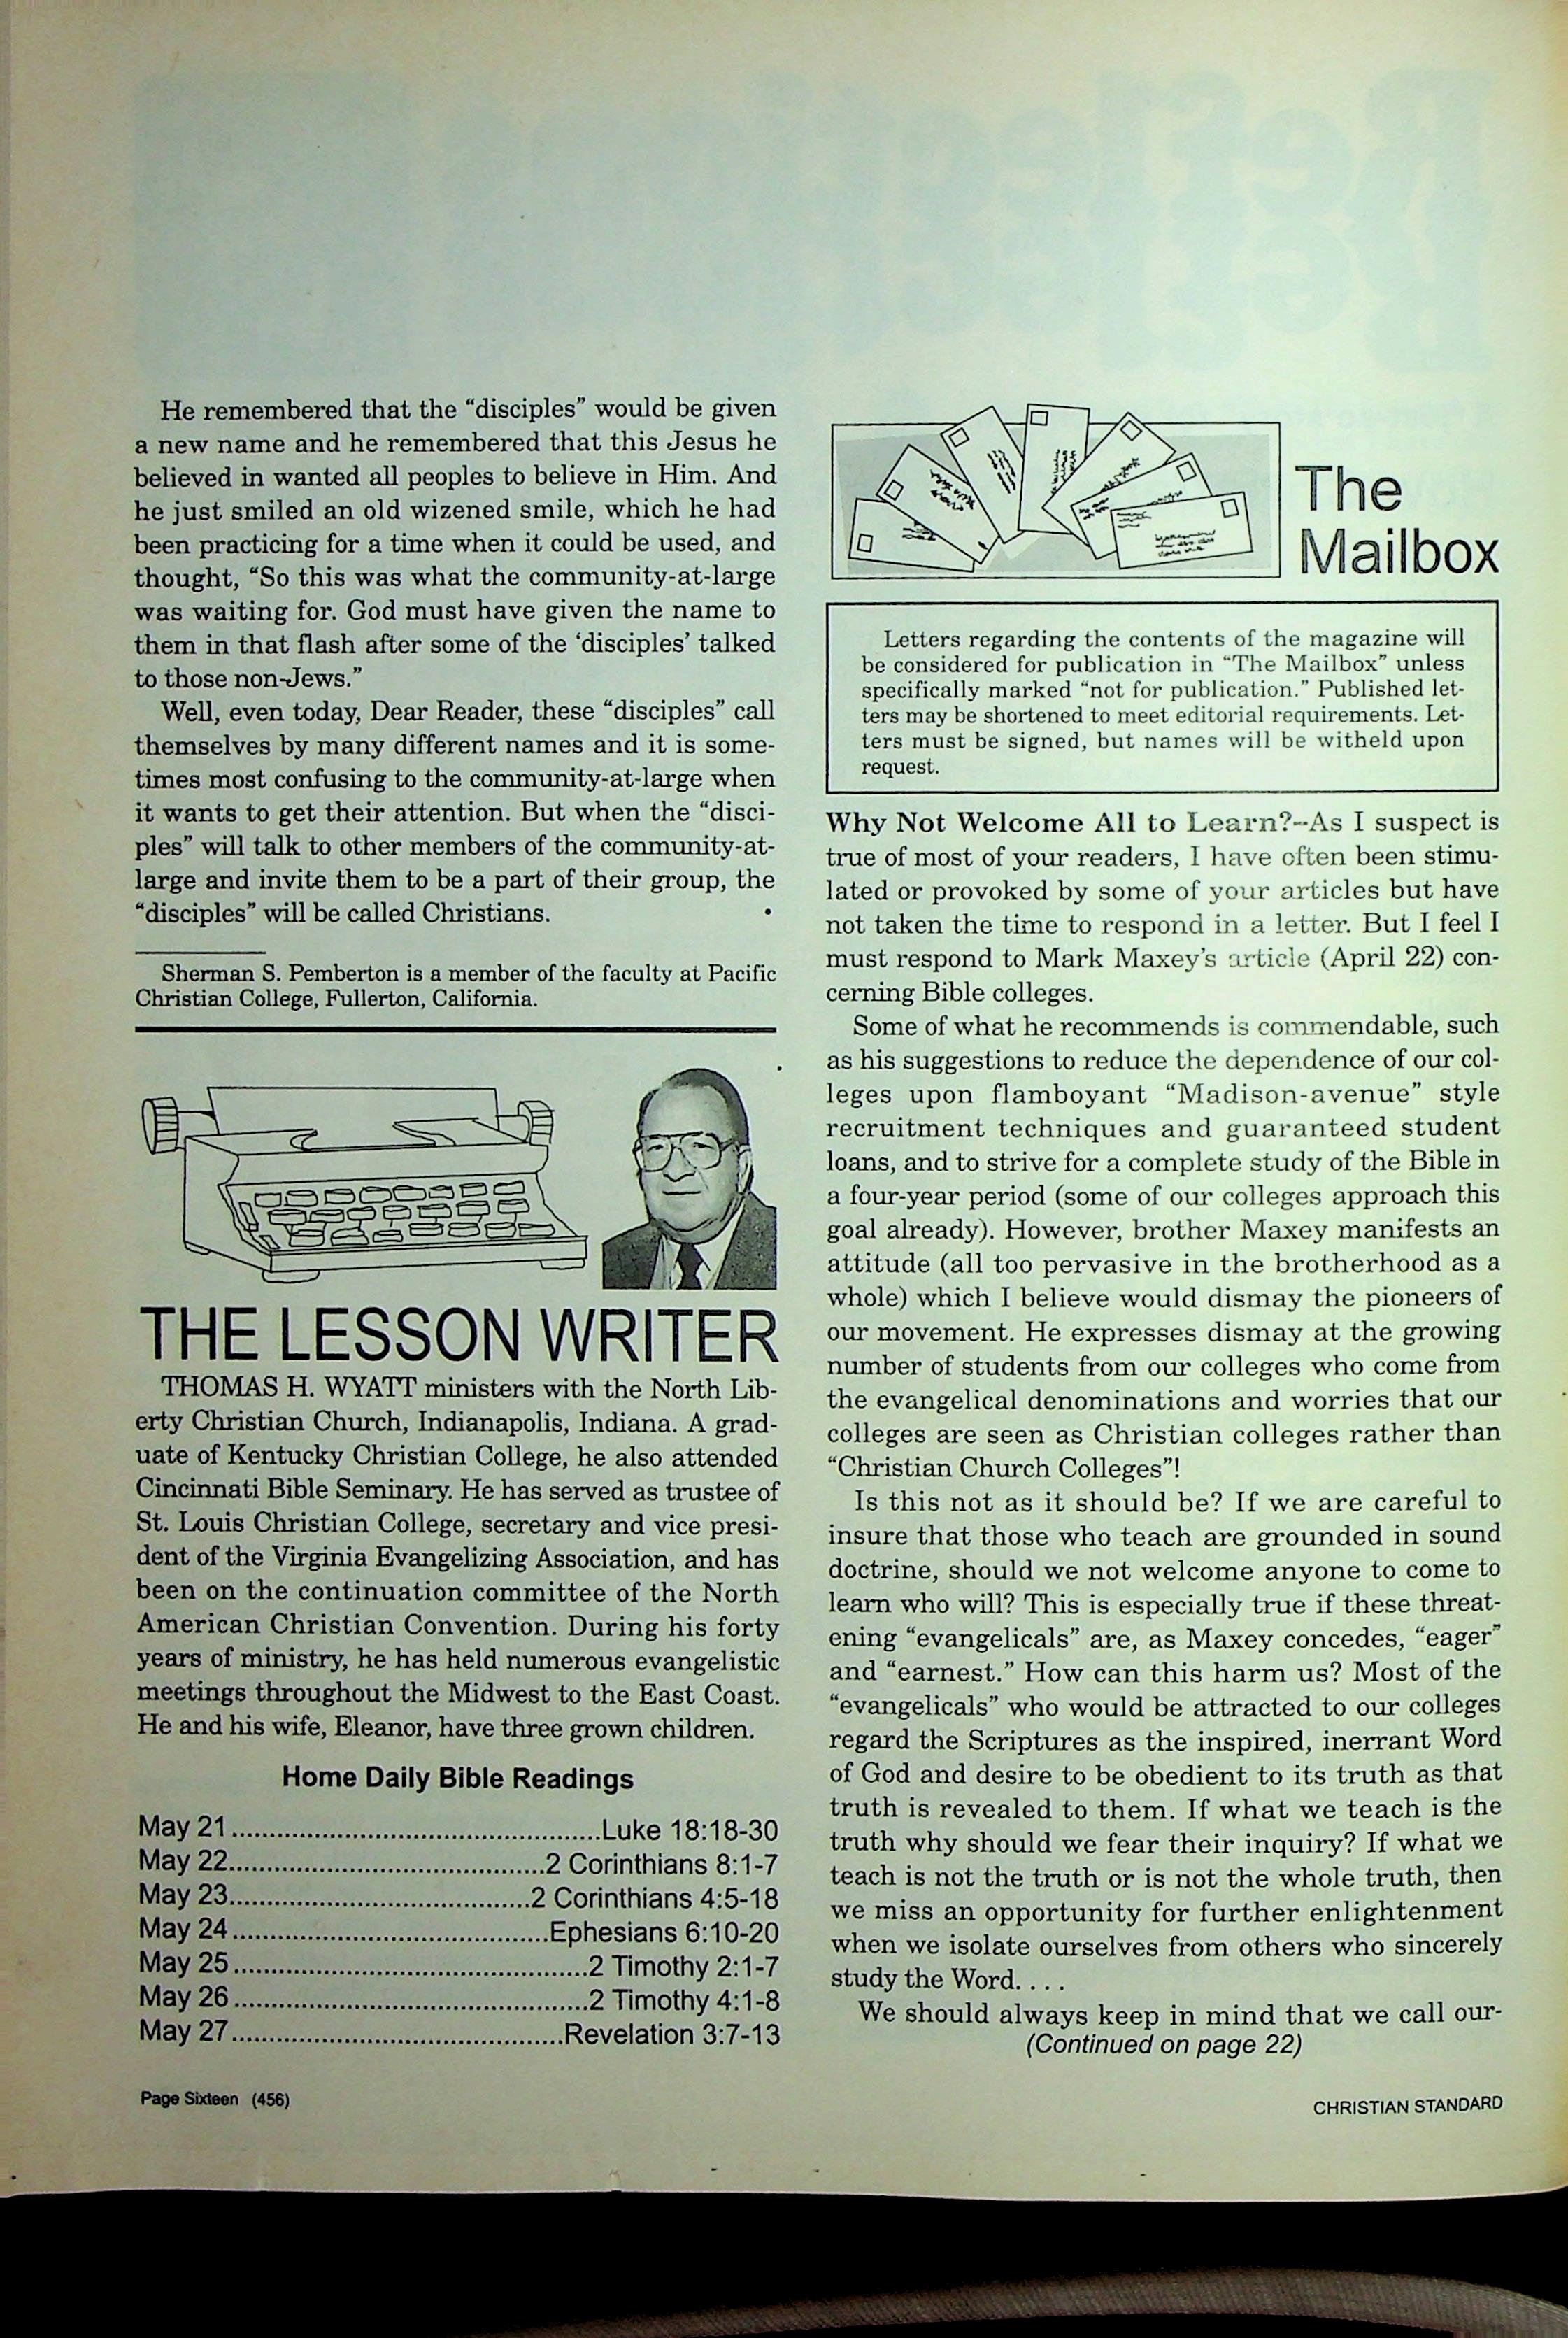 He remembered that the “disciples” would be given
a new name and he remembered that this Jesus he
believed in wanted all peoples to believe in Him. And
he just smiled an old wizened smile, which he had
been practicing for a time when it could be used, and
thought, “So this was what the community-at-large
was waiting for. God must have given the name to
them in that flash after some of the ‘disciples’ talked
to those non-Jews.”
Well, even today, Dear Reader, these “disciples” call
themselves by many different names and it is some-
times most confusing to the community-at-large when
it wants to get their attention. But when the “disci-
ples” will talk to other members of the community-at-
large and invite them to be a part of their group, the
“disciples” will be called Christians.
Sherman S. Pemberton is a member of the faculty at Pacific
Christian College, Fullerton, California.
THE LESSON WRITER
THOMAS H. WYATT ministers with the North Lib-
erty Christian Church, Indianapolis, Indiana. A grad-
uate of Kentucky Christian College, he also attended
Cincinnati Bible Seminary. He has served as trustee of
St. Louis Christian College, secretary and vice presi-
dent of the Virginia Evangelizing Association, and has
been on the continuation committee of the North
American Christian Convention. During his forty
years of ministry, he has held numerous evangelistic
meetings throughout the Midwest to the East Coast.
He and his wife, Eleanor, have three grown children.
Home Daily Bible Readings
May 21................................................Luke 18:18-30
May 22.........................................2 Corinthians 8:1-7
May 23.......................................2 Corinthians 4:5-18
May 24.........................................Ephesians 6:10-20
May 25..............................................2 Timothy 2:1-7
May 26..............................................2 Timothy 4:1-8
May 27...........................................Revelation 3:7-13
The
Mailbox
Letters regarding the contents of the magazine will
be considered for publication in “The Mailbox” unless
specifically marked “not for publication.” Published let-
ters may be shortened to meet editorial requirements. Let-
ters must be signed, but names will be witheld upon
request.
Why Not Welcome All to Learn?--As I suspect is
true of most of your readers, I have often been stimu-
lated or provoked by some of your articles but have
not taken the time to respond in a letter. But I feel I
must respond to Mark Maxey’s article (April 22) con-
cerning Bible colleges.
Some of what he recommends is commendable, such
as his suggestions to reduce the dependence of our col-
leges upon flamboyant “Madison-avenue” style
recruitment techniques and guaranteed student
loans, and to strive for a complete study of the Bible in
a four-year period (some of our colleges approach this
goal already). However, brother Maxey manifests an
attitude (all too pervasive in the brotherhood as a
whole) which I believe would dismay the pioneers of
our movement. He expresses dismay at the growing
number of students from our colleges who come from
the evangelical denominations and worries that our
colleges are seen as Christian colleges rather than
“Christian Church Colleges”!
Is this not as it should be? If we are careful to
insure that those who teach are grounded in sound
doctrine, should we not welcome anyone to come to
learn who will? This is especially true if these threat-
ening “evangelicals” are, as Maxey concedes, “eager”
and “earnest.” How can this harm us? Most of the
“evangelicals” who would be attracted to our colleges
regard the Scriptures as the inspired, inerrant Word
of God and desire to be obedient to its truth as that
truth is revealed to them. If what we teach is the
truth why should we fear their inquiry? If what we
teach is not the truth or is not the whole truth, then
we miss an opportunity for further enlightenment
when we isolate ourselves from others who sincerely
study the Word. . . .
We should always keep in mind that we call our-
(Continued on page 22)
Page Sixteen (456)
CHRISTIAN STANDARD